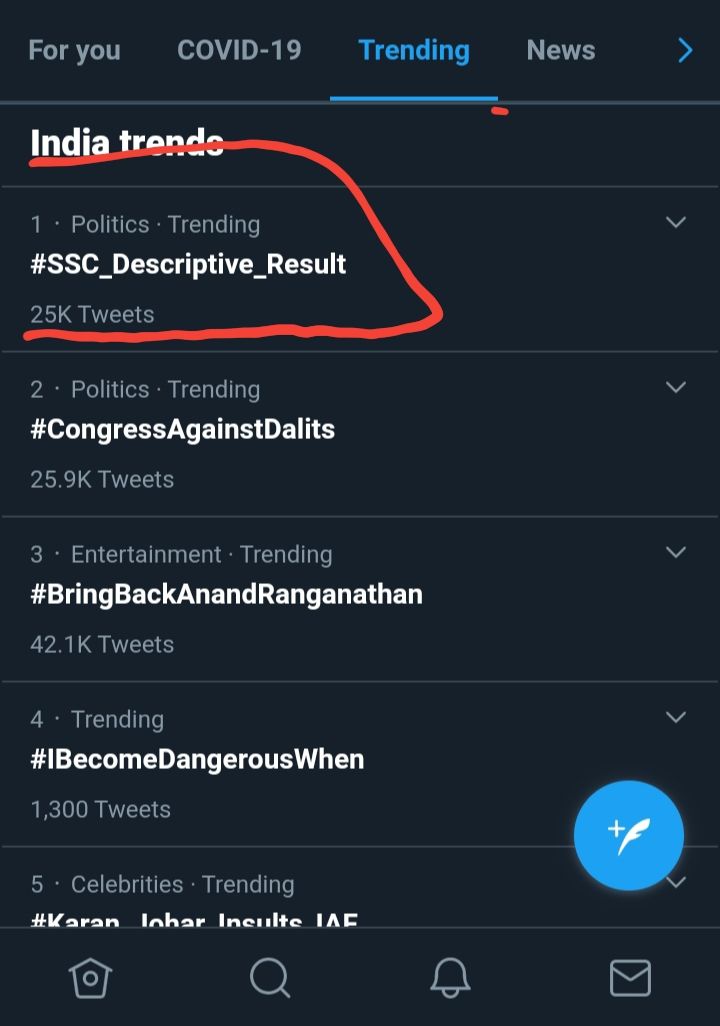 For you COVID-19 Trending News
India trends
1 · Politics · Trending
#SSC_Descriptive_Result
25K Tweets
2 · Politics · Trending
#CongressAgainstDalits
25.9K Tweets
3 · Entertainment · Trending
#BringBackAnandRanganathan
42.1K Tweets
4 · Trending
#IBecomeDangerousWhen
1,300 Tweets
5 · Celebrities · Trending
#Karan_Johar_Insults_IAF